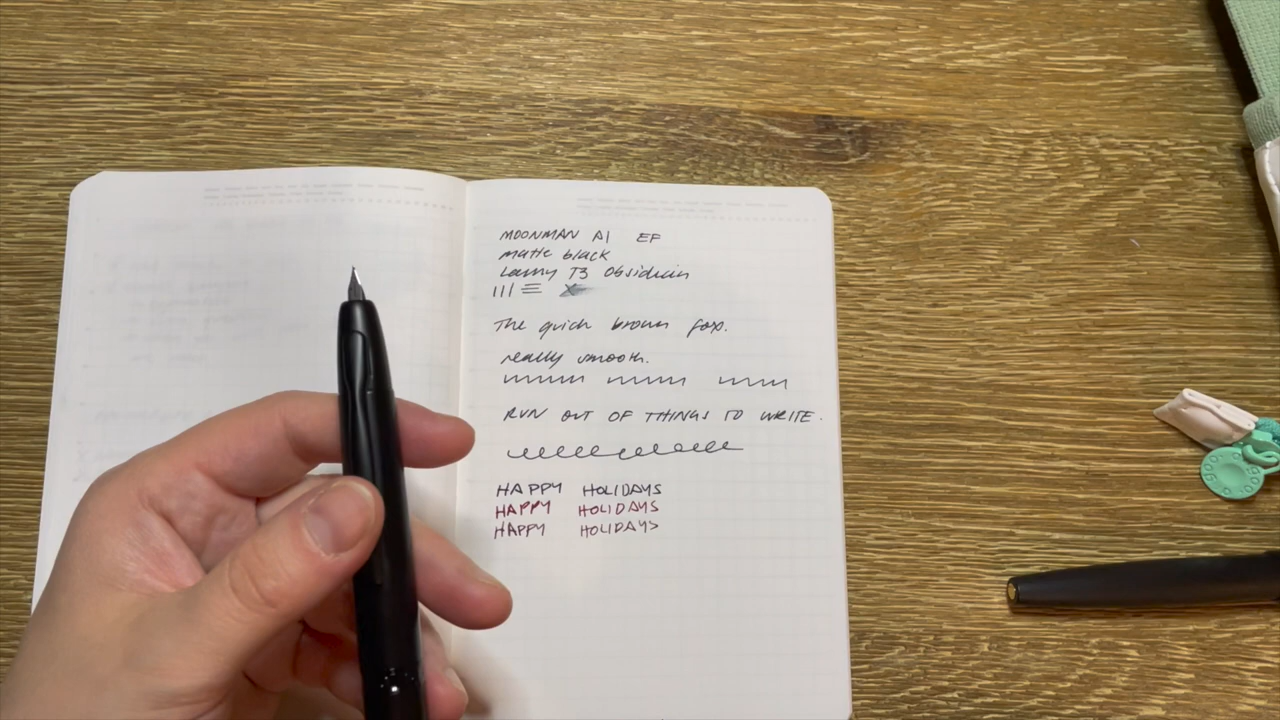 MOONMAN A1 EF
matte black
Lamy T3 Obsidian
The quick brown fox.
really smooth.
RUN OUT OF THINGS TO WRITE.
HAPPY HOLIDAYS
HAPPY HOLIDAYS
HAPPY HOLIDAYS